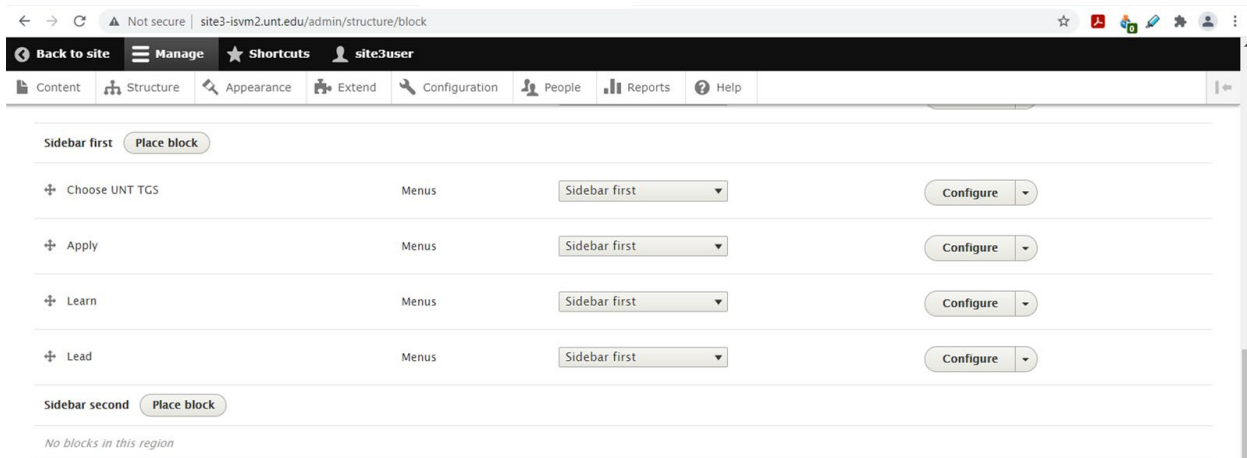 Not secure | site3-isvm2.unt.edu/admin/structure/block
0
Back to site Manage Shortcuts site3user
Content Structure Appearance Extend Configuration People Reports Help
Sidebar first Place block
Choose UNT TGS Menus Sidebar first Configure
Apply Menus Sidebar first Configure
Learn Menus Sidebar first Configure
Lead Menus Sidebar first Configure
Sidebar second Place block
No blocks in this region